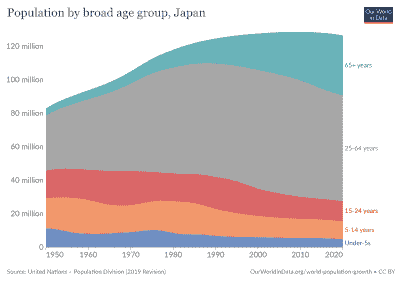 Population by broad age group, Japan
Our World
in Data
120 million
100 million
80 million
60 million
40 million
20 million
0
65+ years
25-64 years
15-24 years
5-14 years
Under-5s
1950
1960
1970
1980
1990
2000
2010
2020
Source: United Nations – Population Division (2019 Revision)
OurWorldInData.org/world-population-growth • CC BY